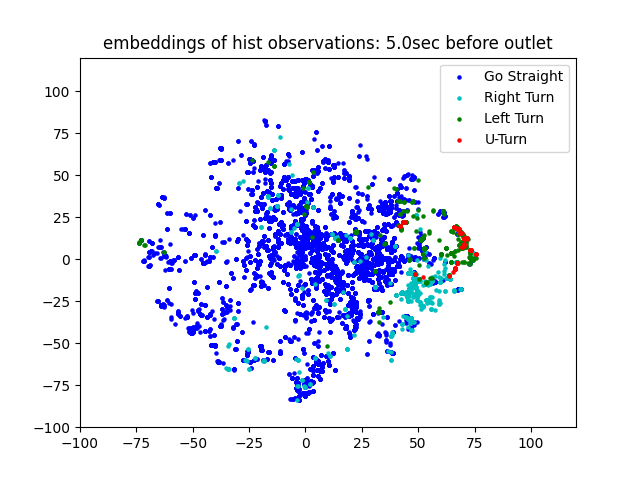 embeddings of hist observations: 5.0sec before outlet
Go Straight
Right Turn
Left Turn
U-Turn
100
75
50
25
0
−25
−50
−75
−100
−100 −75 −50 −25 0 25 50 75 100